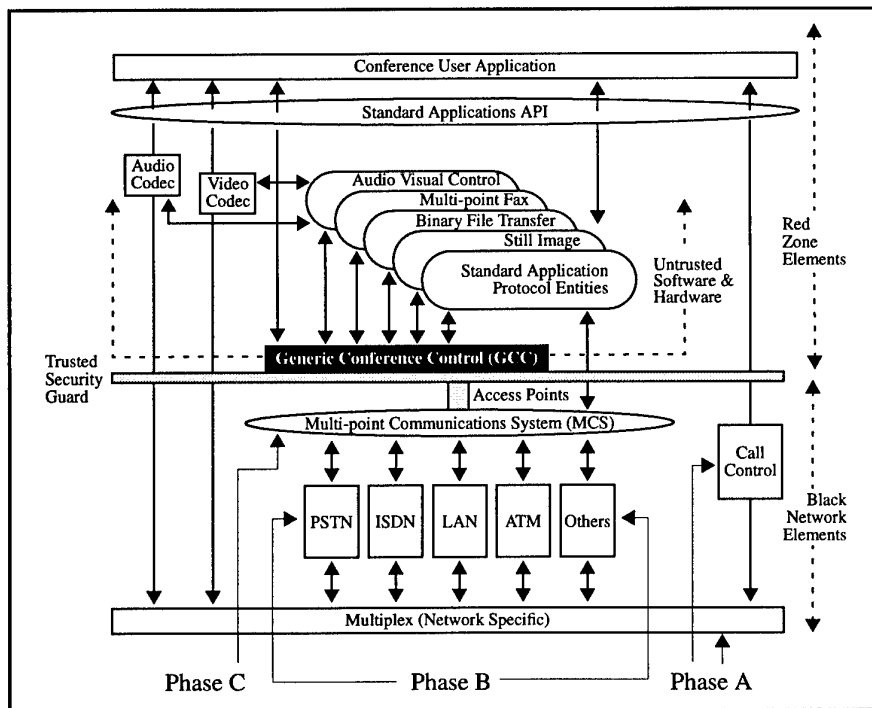 Conference User Application
Standard Applications API
Audio
Codec
Video
Codec
Audio Visual Control
Multi-point Fax
Binary File Transfer
Still Image
Standard Application
Protocol Entities
Untrusted
Software &
Hardware
Red
Zone
Elements
Generic Conference Control (GCC)
Trusted
Security
Guard
Access Points
Multi-point Communications System (MCS)
Call
Control
PSTN
ISDN
LAN
ATM
Others
Black
Network
Elements
Multiplex (Network Specific)
Phase C
Phase B
Phase A